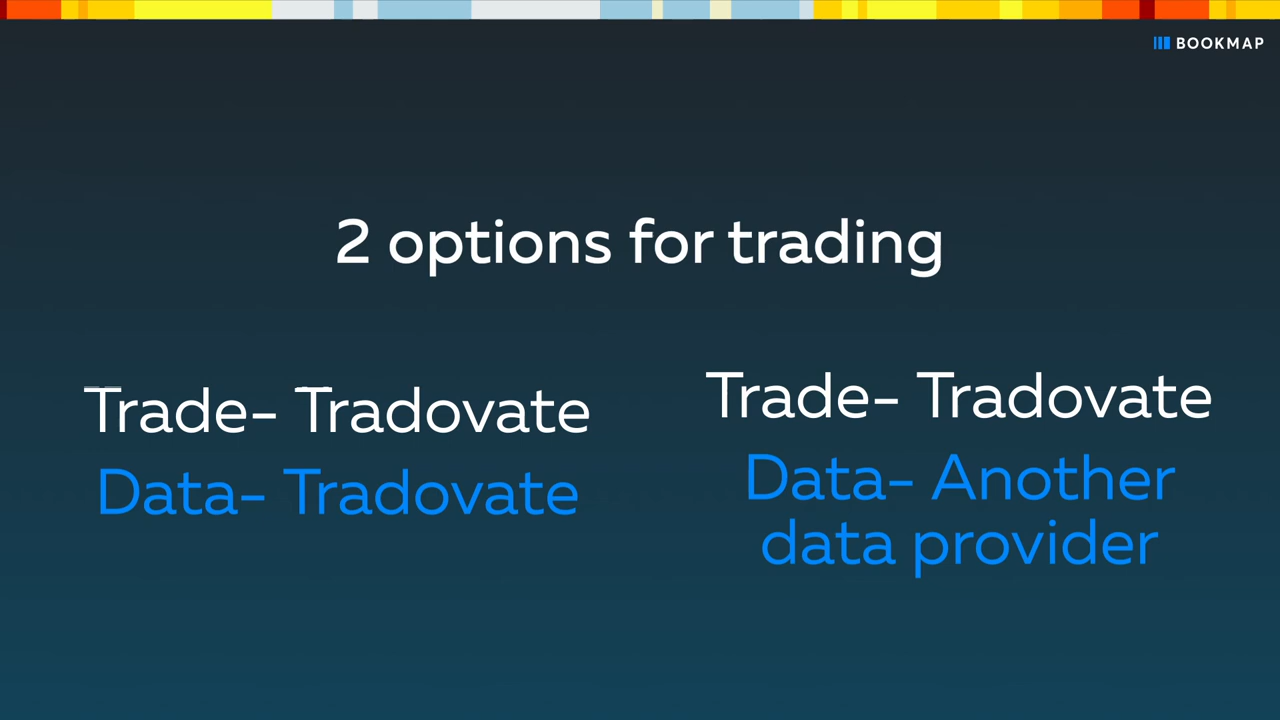 BOOKMAP
2 options for trading
Trade- Tradovate
Data- Tradovate
Trade- Tradovate
Data- Another
data provider